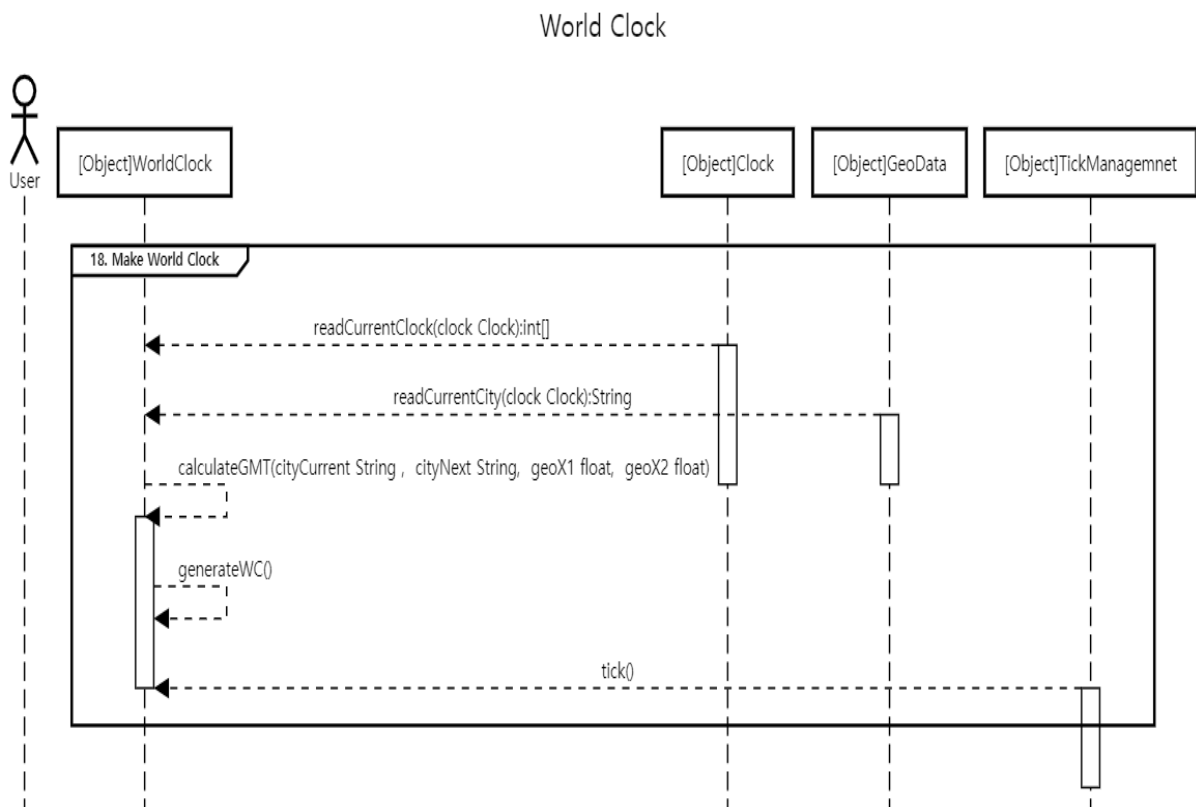 World Clock
User
[Object]WorldClock
[Object]Clock
[Object]GeoData
[Object]TickManagemnet
18. Make World Clock
readCurrentClock(clock Clock):int[]
readCurrentCity(clock Clock):String
calculateGMT(cityCurrent String , cityNext String, geoX1 float, geoX2 float)
generateWC()
tick()